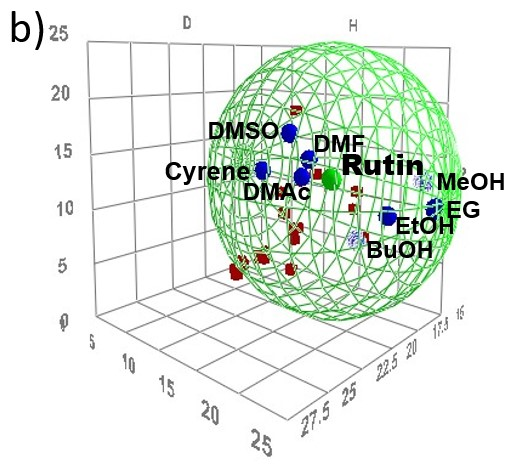 b)
25
D
H
20
DMSO
DMF
15
Rutin
Cyrene
MeOH
DMAc
EG
10
EtOH
BuOH
5
0
5
10
15
20
25
27.5
25
22.5
20
17.5
15